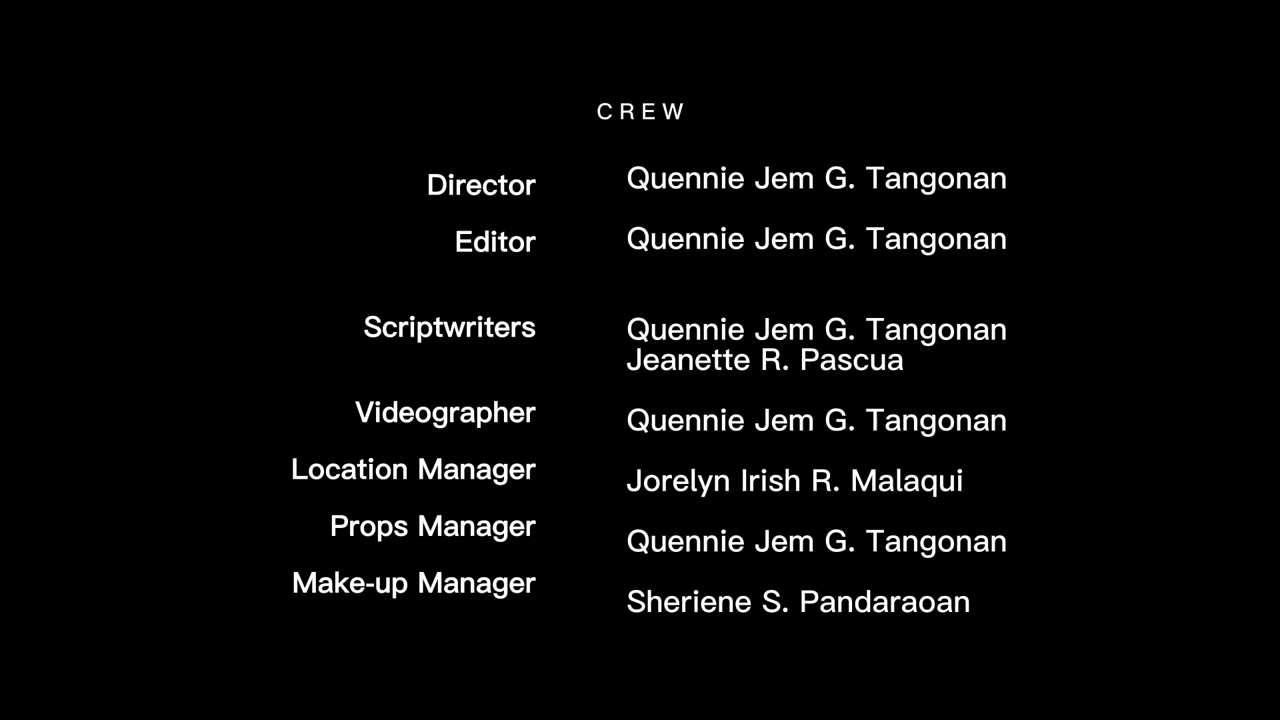 CREW
Director Quennie Jem G. Tangonan
Editor Quennie Jem G. Tangonan
Scriptwriters Quennie Jem G. Tangonan
Jeanette R. Pascua
Videographer Quennie Jem G. Tangonan
Location Manager Jorelyn Irish R. Malaqui
Props Manager Quennie Jem G. Tangonan
Make-up Manager Sheriene S. Pandaraoan